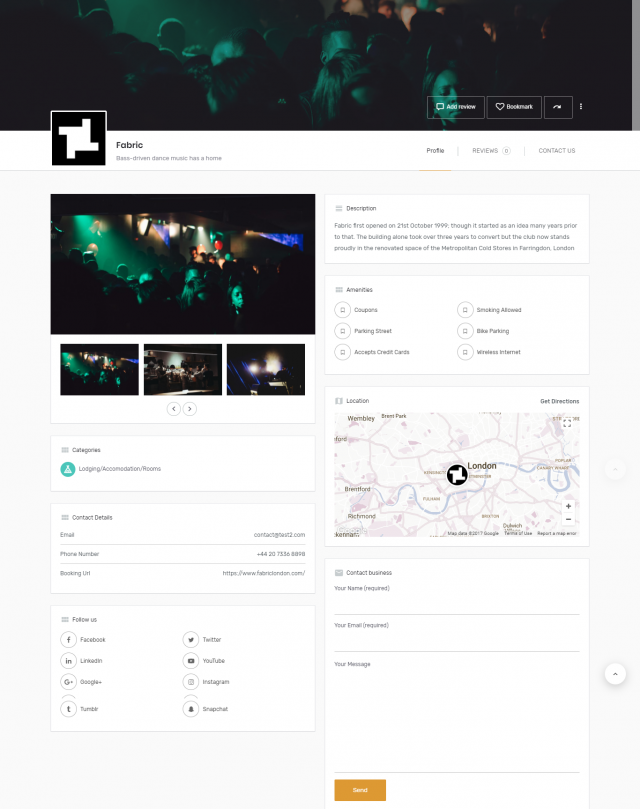 Add review
Bookmark
Fabric
Bass-driven dance music has a home
Profile
REVIEWS 0
CONTACT US
Description
Fabric first opened on 21st October 1999; though it started as an idea many years prior
to that. The building alone took over three years to convert but the club now stands
proudly in the renovated space of the Metropolitan Cold Stores in Farringdon, London
Amenities
Coupons
Smoking Allowed
Parking Street
Bike Parking
Accepts Credit Cards
Wireless Internet
Location
Get Directions
Wembley
Brent Park
London
KENSINGTON
Brentford
FULHAM
Richmond
BRIXTON
POPLAR
CANARY WHARF
Dulwich
Map data ©2017 Google
Terms of Use
Report a map error
Categories
Lodging/Accomodation/Rooms
Contact Details
Email
contact@test2.com
Phone Number
+44 20 7336 8898
Booking Url
https://www.fabriclondon.com/
Follow us
Facebook
Twitter
LinkedIn
YouTube
Google+
Instagram
Tumblr
Snapchat
Contact business
Your Name (required)
Your Email (required)
Your Message
Send